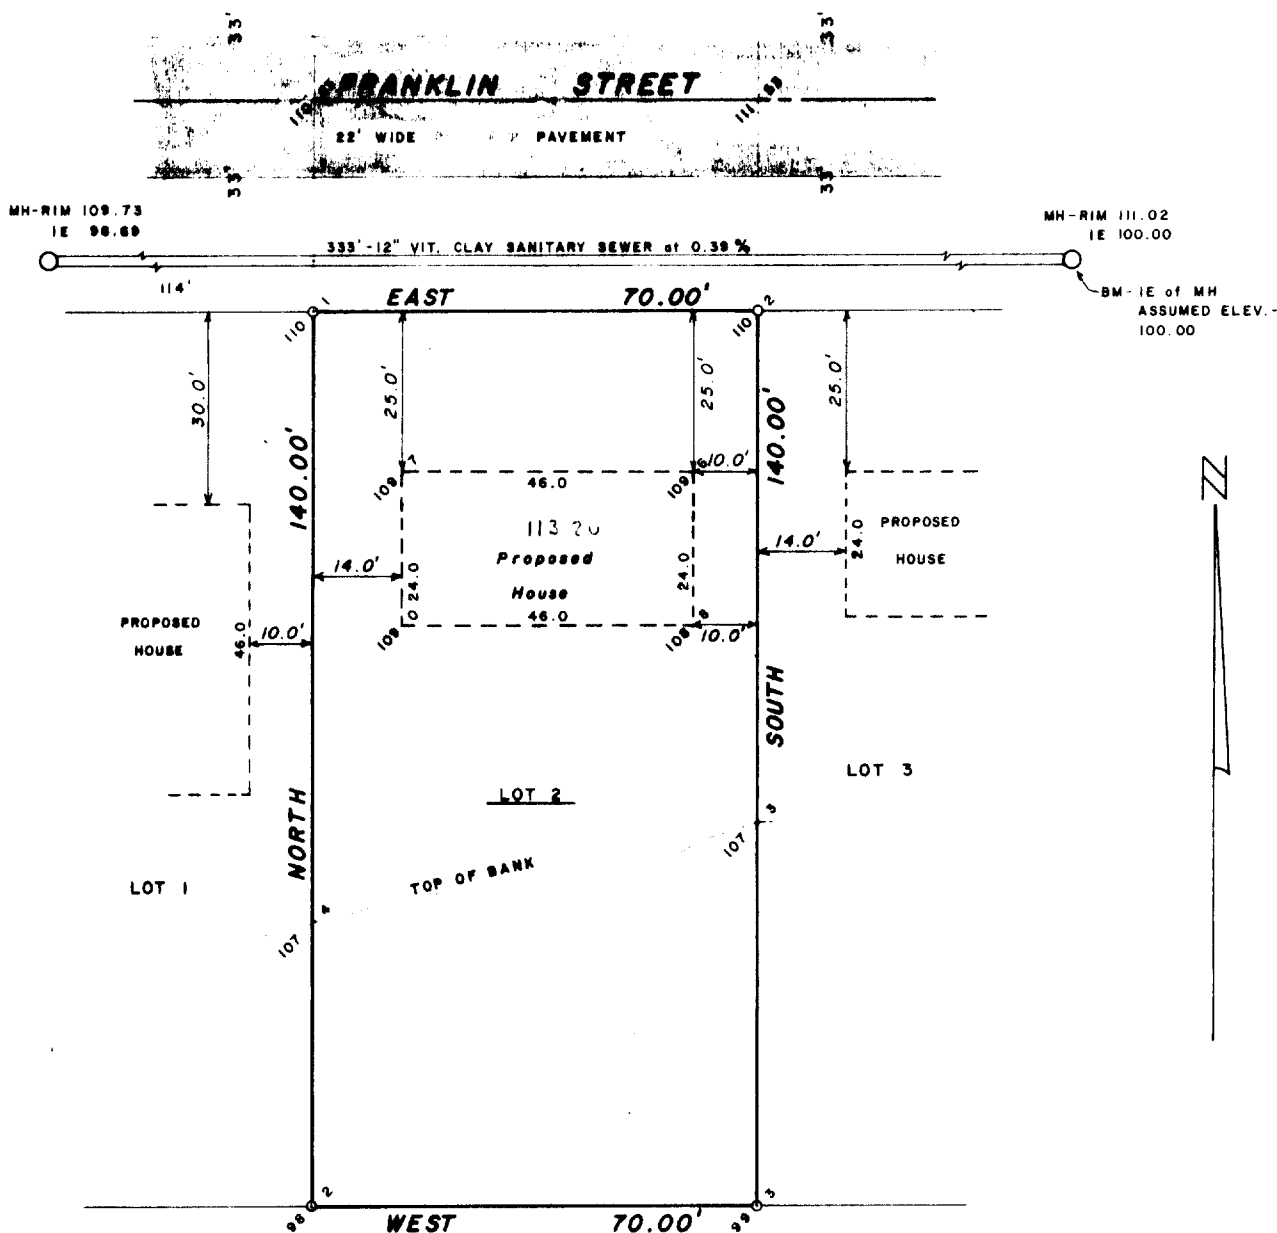 33'
33'
FRANKLIN STREET
22' WIDE PAVEMENT
33'
33'
MH-RIM 109.73
IE 98.69
MH-RIM 111.02
IE 100.00
333'-12" VIT. CLAY SANITARY SEWER at 0.39%
114'
BM-IE of MH
ASSUMED ELEV.-
100.00
EAST 70.00'
110 1
110 2
30.0'
25.0'
25.0'
25.0'
140.00'
140.00'
109 7
109 6
10.0'
46.0
113 20
Proposed
House
46.0
14.0'
24.0
24.0
14.0'
24.0
PROPOSED
HOUSE
PROPOSED
HOUSE
46.0
10.0'
109 0
108 8
10.0'
SOUTH
LOT 3
LOT 2
NORTH
107 3
TOP OF BANK
LOT 1
107
N
98 2
99 3
WEST 70.00'